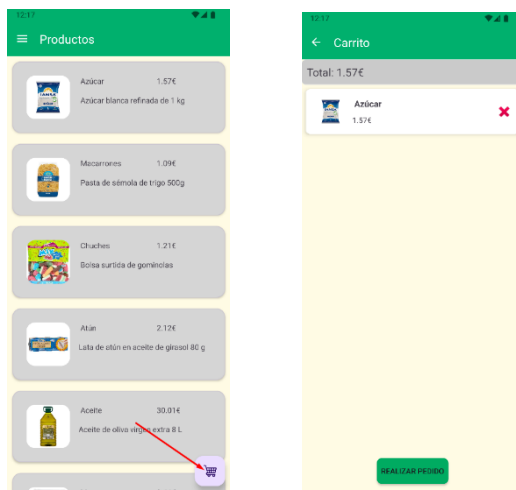 12:17
Productos
Azúcar 1.57€
Azúcar blanca refinada de 1 kg
Macarrones 1.09€
Pasta de sémola de trigo 500g
Chuches 1.21€
Bolsa surtida de gominolas
Atún 2.12€
Lata de atún en aceite de girasol 80 g
Aceite 30.01€
Aceite de oliva virgen extra 8 L
12:17
Carrito
Total: 1.57€
Azúcar
1.57€
REALIZAR PEDIDO